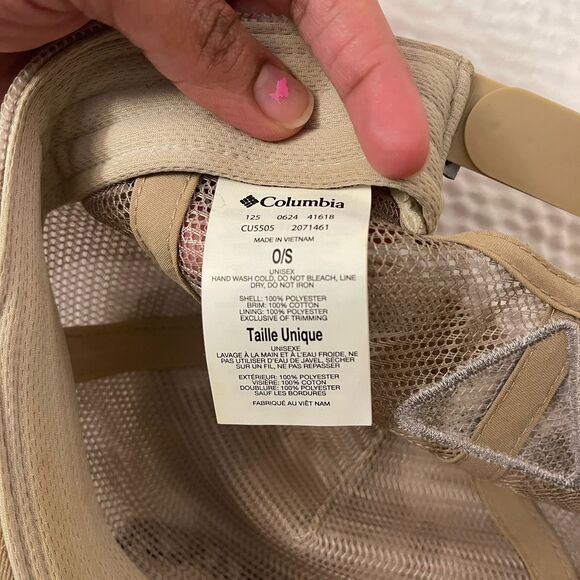 Columbia
125 0624 41618
CU5505 2071461
MADE IN VIETNAM
O/S
UNISEX
HAND WASH COLD, DO NOT BLEACH, LINE
DRY, DO NOT IRON
SHELL: 100% POLYESTER
BRIM: 100% COTTON
LINING: 100% POLYESTER
EXCLUSIVE OF TRIMMING
Taille Unique
UNISEXE
LAVAGE À LA MAIN ET À L'EAU FROIDE, NE
PAS UTILISER D'EAU DE JAVEL, SÉCHER
SUR UN FIL, NE PAS REPASSER
EXTÉRIEUR: 100% POLYESTER
VISIÈRE: 100% COTON
DOUBLURE: 100% POLYESTER
SAUF LES BORDURES
FABRIQUÉ AU VIÊT NAM